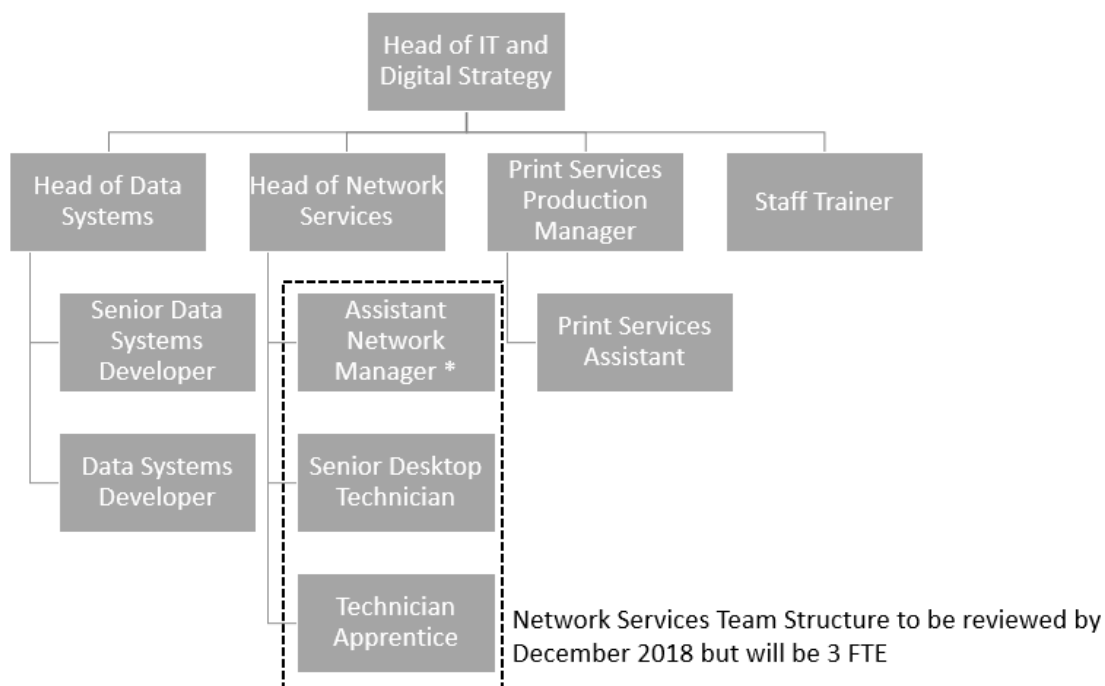 Head of IT and
Digital Strategy
Head of Data
Systems
Head of Network
Services
Print Services
Production
Manager
Staff Trainer
Senior Data
Systems
Developer
Assistant
Network
Manager *
Print Services
Assistant
Data Systems
Developer
Senior Desktop
Technician
Technician
Apprentice
Network Services Team Structure to be reviewed by
December 2018 but will be 3 FTE